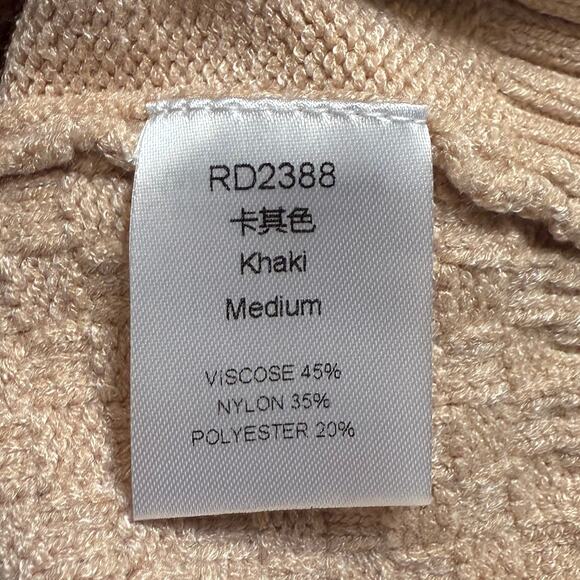 RD2388
卡其色
Khaki
Medium
VISCOSE 45%
NYLON 35%
POLYESTER 20%